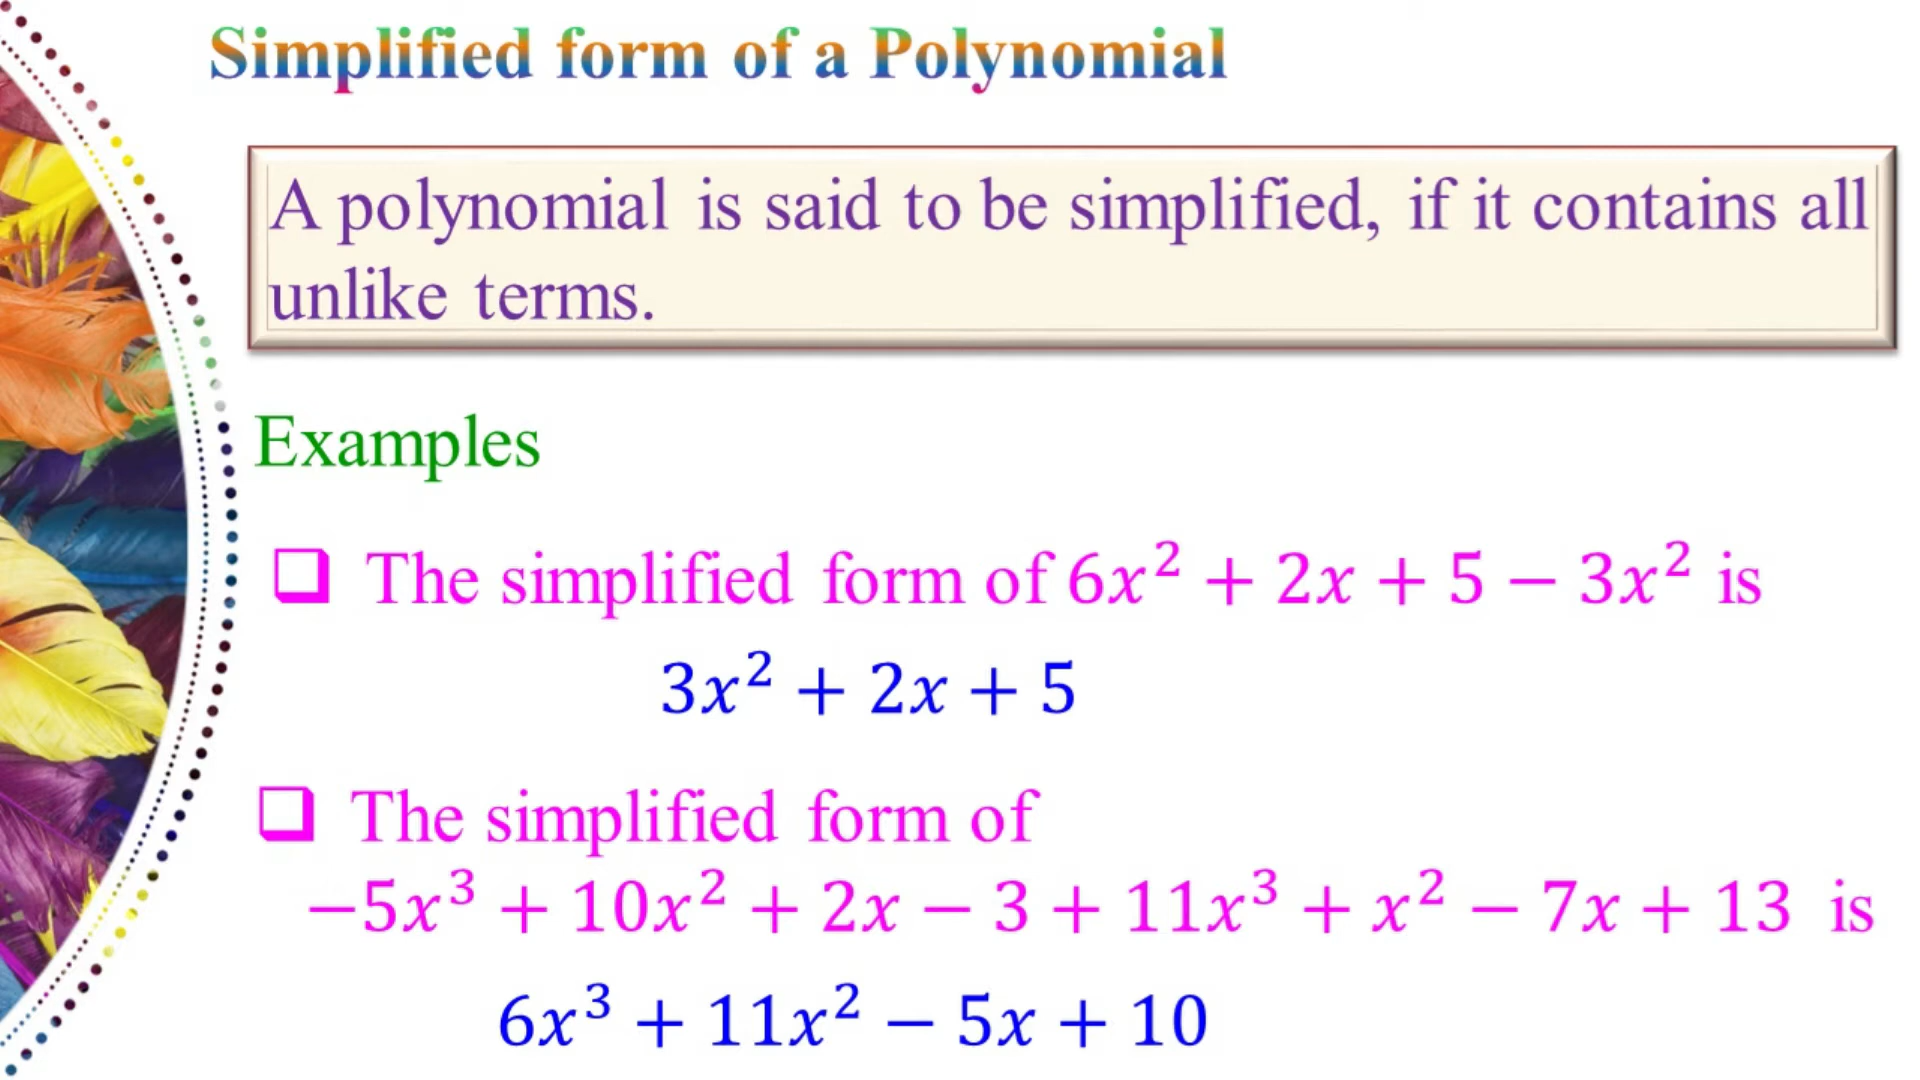 Simplified form of a Polynomial
A polynomial is said to be simplified, if it contains all
unlike terms.
Examples
❑ The simplified form of 6x² + 2x + 5 − 3x² is
3x² + 2x + 5
❑ The simplified form of
−5x³ + 10x² + 2x − 3 + 11x³ + x² − 7x + 13 is
6x³ + 11x² − 5x + 10